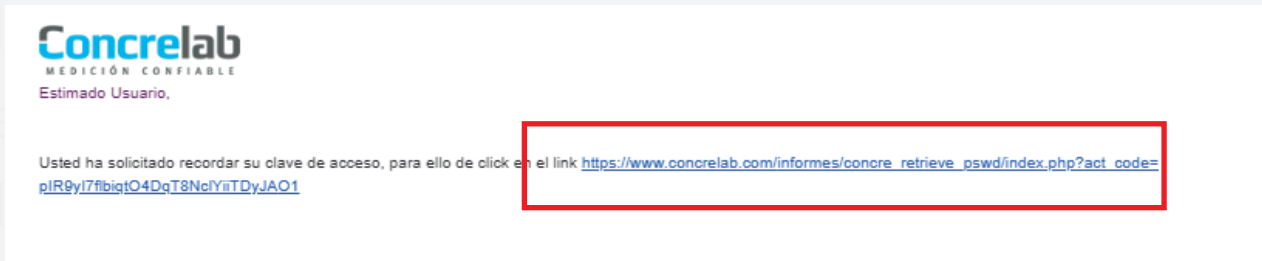 Concrelab
MEDICIÓN CONFIABLE
Estimado Usuario,
Usted ha solicitado recordar su clave de acceso, para ello de click en el link https://www.concrelab.com/informes/concre_retrieve_pswd/index.php?act_code=
pIR9yI7flbiqtO4DqT8NclYiiTDyJAO1